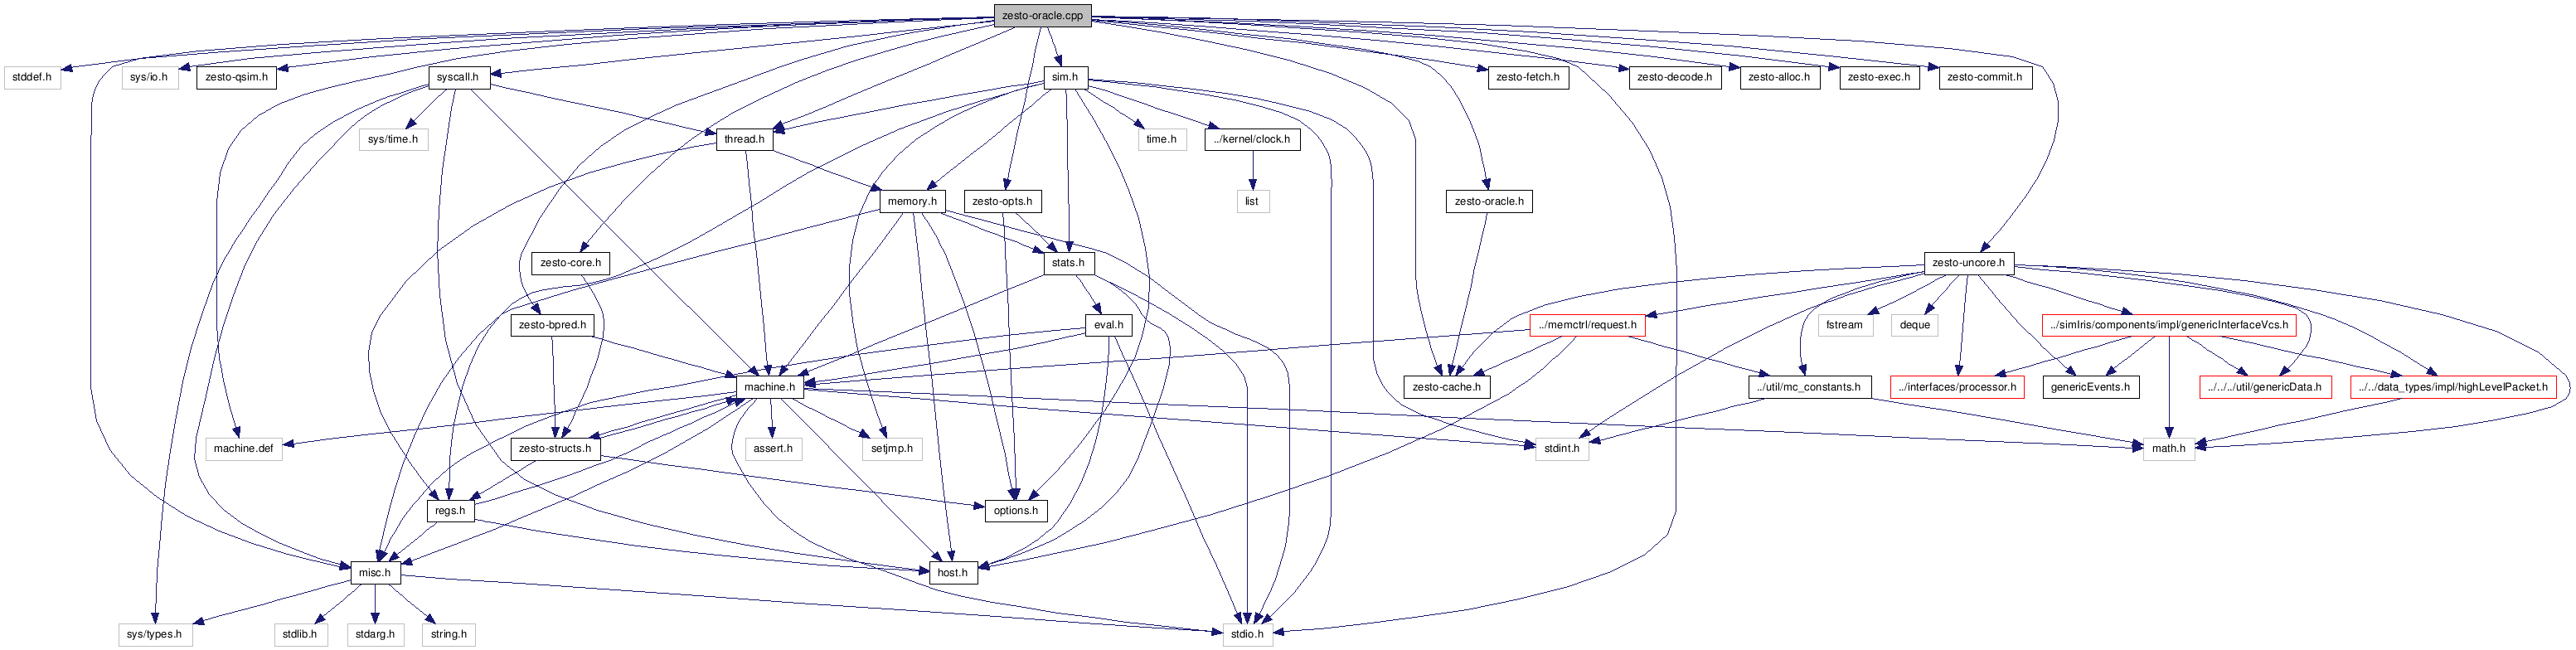 zesto-oracle.cpp
stddef.h
sys/io.h
zesto-qsim.h
syscall.h
sim.h
zesto-fetch.h
zesto-decode.h
zesto-alloc.h
zesto-exec.h
zesto-commit.h
sys/time.h
thread.h
time.h
../kernel/clock.h
memory.h
zesto-opts.h
list
zesto-oracle.h
zesto-core.h
stats.h
zesto-uncore.h
zesto-bpred.h
eval.h
../memctrl/request.h
fstream
deque
../simIris/components/impl/genericInterfaceVcs.h
machine.h
zesto-cache.h
../util/mc_constants.h
../interfaces/processor.h
genericEvents.h
../../../util/genericData.h
../../data_types/impl/highLevelPacket.h
machine.def
zesto-structs.h
assert.h
setjmp.h
stdint.h
math.h
regs.h
options.h
misc.h
host.h
sys/types.h
stdlib.h
stdarg.h
string.h
stdio.h